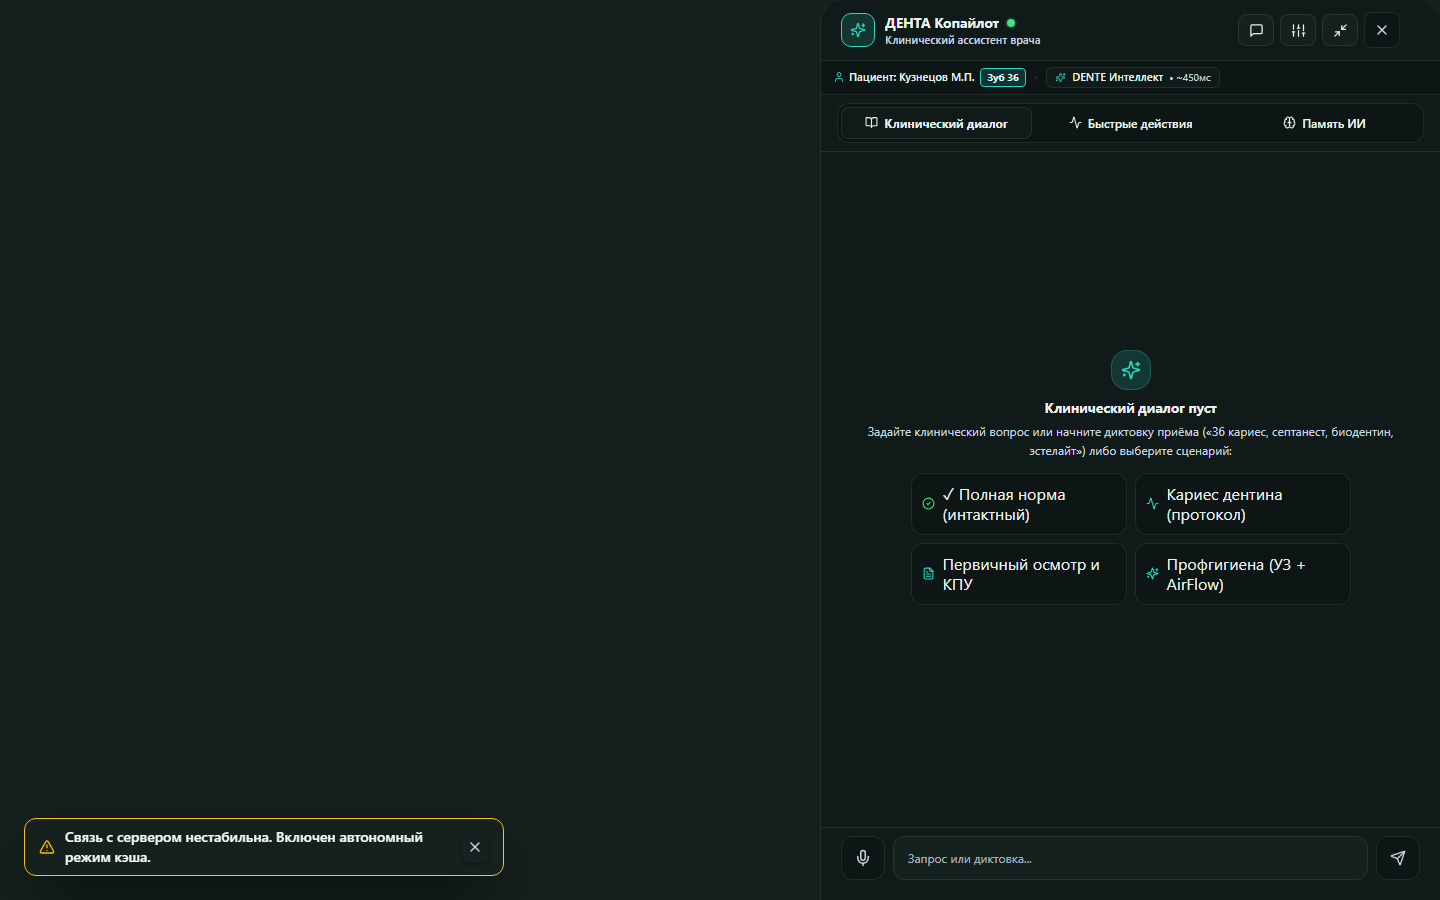 ДЕНТА Копайлот
Клинический ассистент врача
Пациент: Кузнецов М.П. Зуб 36 DENTE Интеллект • ~450мс
Клинический диалог
Быстрые действия
Память ИИ
Клинический диалог пуст
Задайте клинический вопрос или начните диктовку приёма («36 кариес, септанест, биодентин,
эстелайт») либо выберите сценарий:
✓ Полная норма
(интактный)
Кариес дентина
(протокол)
Первичный осмотр и
КПУ
Профгигиена (УЗ +
AirFlow)
Связь с сервером нестабильна. Включен автономный
режим кэша.
Запрос или диктовка...